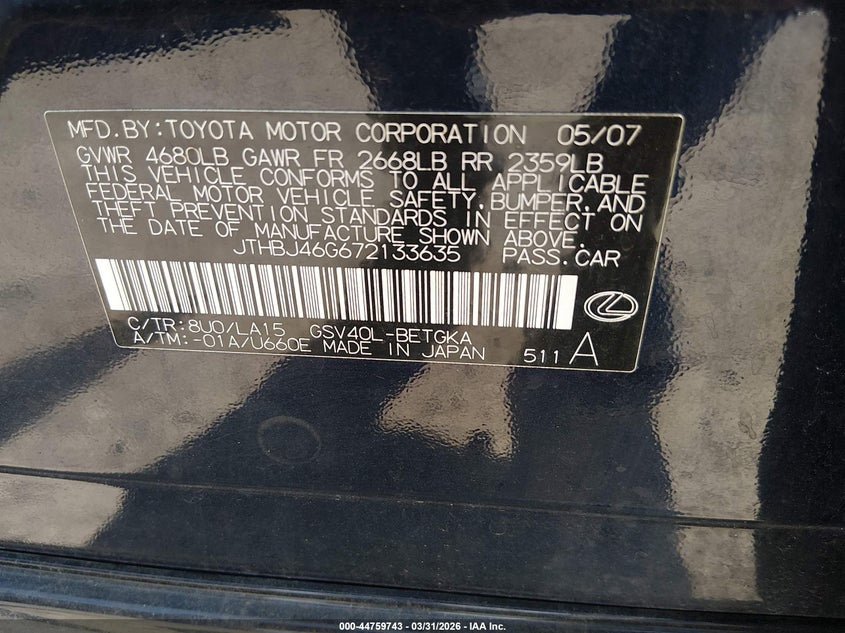 MFD.BY:TOYOTA MOTOR CORPORATION 05/07
GVWR 4680LB GAWR FR 2668LB RR 2359LB
THIS VEHICLE CONFORMS TO ALL APPLICABLE
FEDERAL MOTOR VEHICLE SAFETY,BUMPER,AND
THEFT PREVENTION STANDARDS IN EFFECT ON
THE DATE OF MANUFACTURE SHOWN ABOVE.
JTHBJ46G672133635 PASS.CAR
C/TR:8U0/LA15 GSV40L-BETGKA
A/TM:-01A/U660E MADE IN JAPAN 511 A
000-44759743 - 03/31/2026 - IAA Inc.